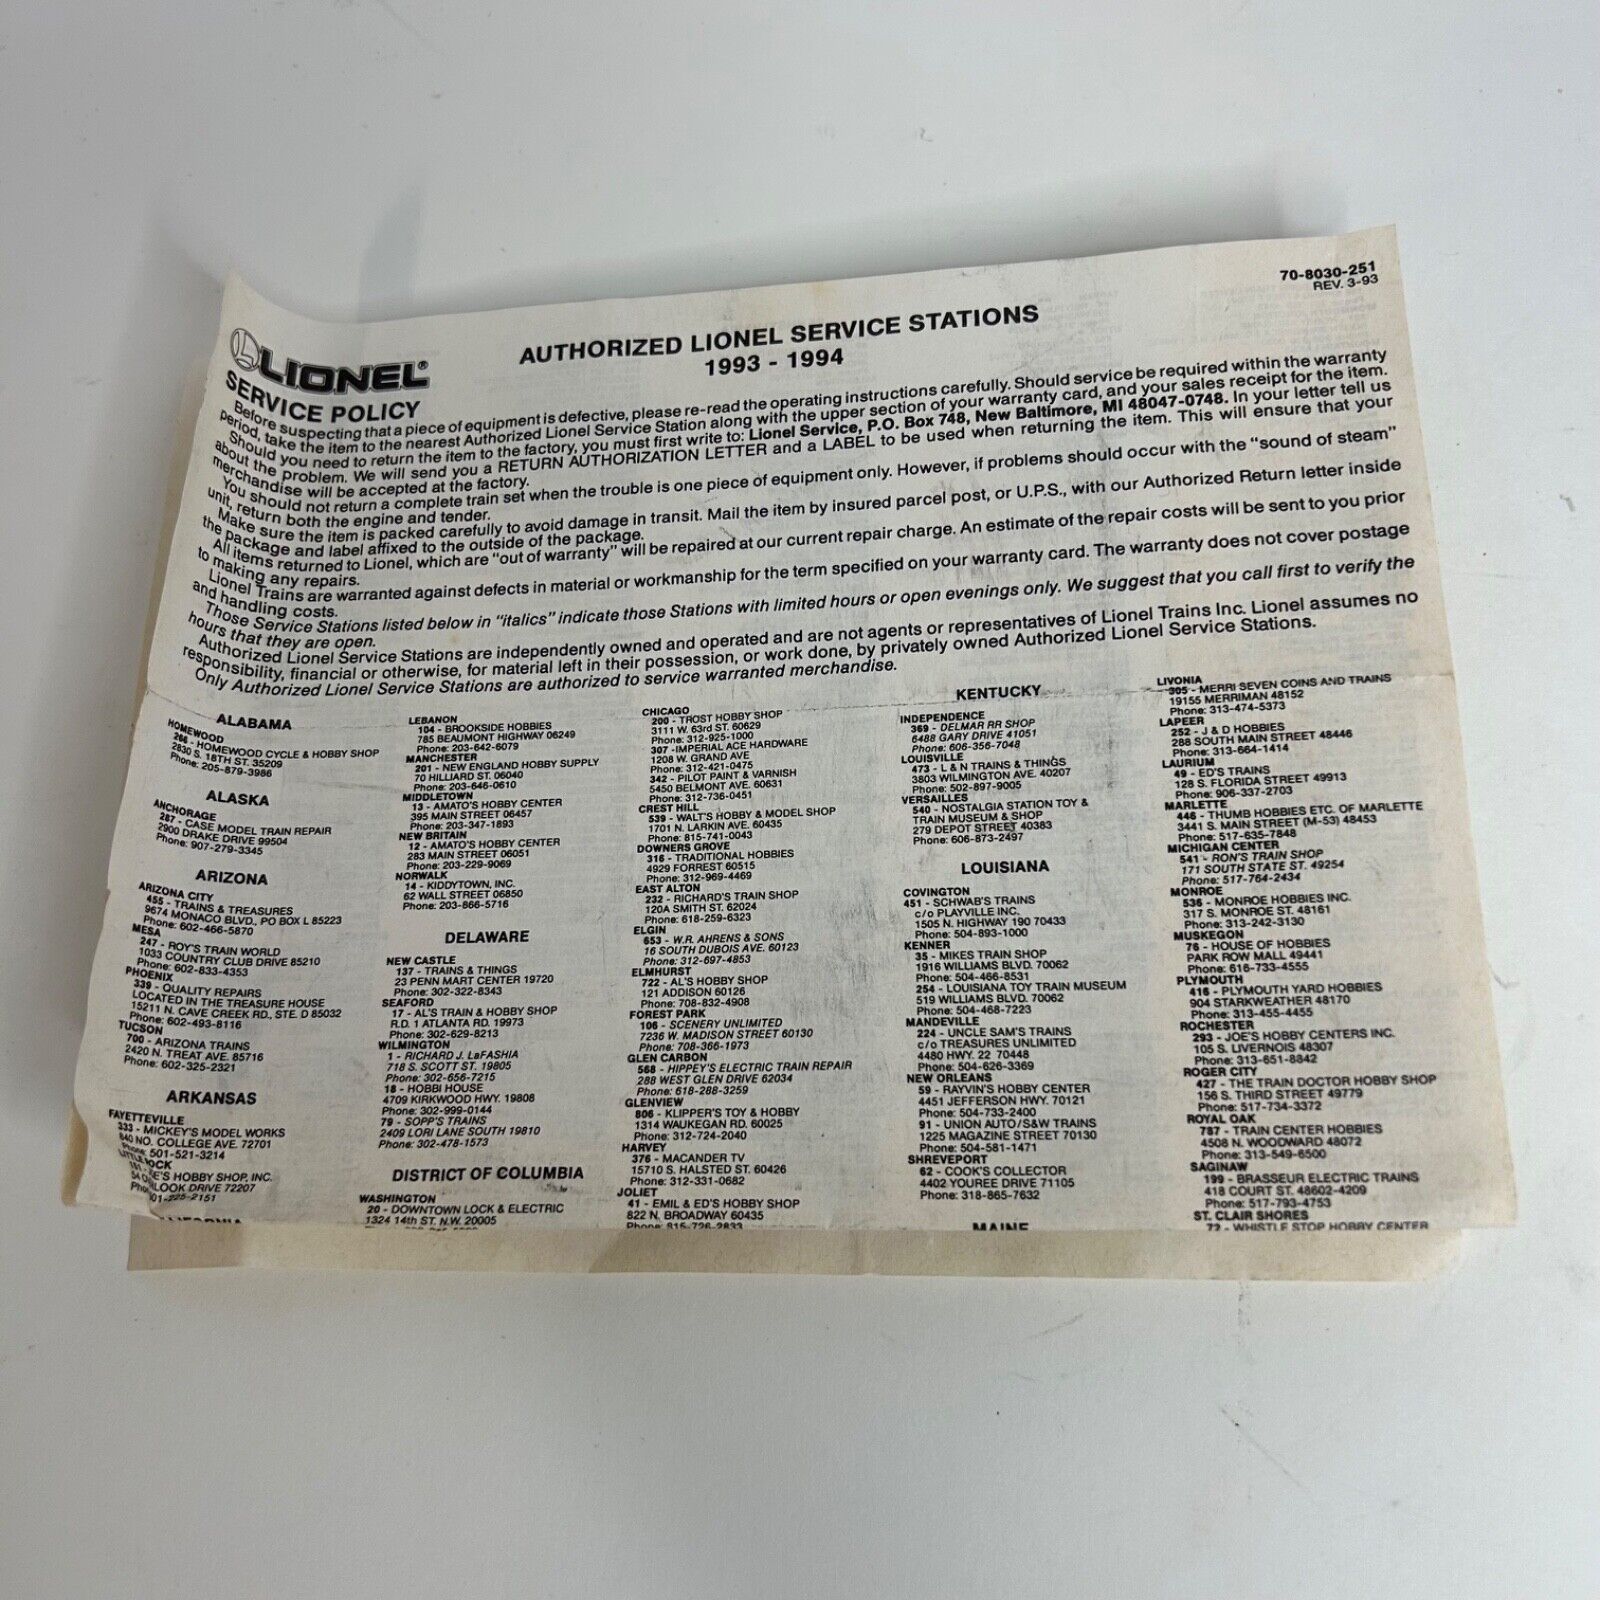 70-8030-251
REV. 3-93
LIONEL®
SERVICE POLICY
AUTHORIZED LIONEL SERVICE STATIONS
1993 - 1994
Before suspecting that a piece of equipment is defective, please re-read the operating instructions carefully. Should service be required within the warranty
period, take the item to the nearest Authorized Lionel Service Station along with the upper section of your warranty card, and your sales receipt for the item.
Should you need to return the item to the factory, you must first write to: Lionel Service, P.O. Box 748, New Baltimore, MI 48047-0748. In your letter tell us
about the problem. We will send you a RETURN AUTHORIZATION LETTER and a LABEL to be used when returning the item. This will ensure that your
merchandise will be accepted at the factory.
You should not return a complete train set when the trouble is one piece of equipment only. However, if problems should occur with the "sound of steam"
unit, return both the engine and tender.
Make sure the item is packed carefully to avoid damage in transit. Mail the item by insured parcel post, or U.P.S., with our Authorized Return letter inside
the package and label affixed to the outside of the package.
All items returned to Lionel, which are "out of warranty" will be repaired at our current repair charge. An estimate of the repair costs will be sent to you prior
to making any repairs.
Lionel Trains are warranted against defects in material or workmanship for the term specified on your warranty card. The warranty does not cover postage
and handling costs.
Those Service Stations listed below in "italics" indicate those Stations with limited hours or open evenings only. We suggest that you call first to verify the
hours that they are open.
Authorized Lionel Service Stations are independently owned and operated and are not agents or representatives of Lionel Trains Inc. Lionel assumes no
responsibility, financial or otherwise, for material left in their possession, or work done, by privately owned Authorized Lionel Service Stations.
Only Authorized Lionel Service Stations are authorized to service warranted merchandise.
ALABAMA
HOMEWOOD
266 - HOMEWOOD CYCLE & HOBBY SHOP
2830 S. 18TH ST. 35209
Phone: 205-879-3986
ALASKA
ANCHORAGE
287 - CASE MODEL TRAIN REPAIR
2900 DRAKE DRIVE 99504
Phone: 907-279-3345
ARIZONA
ARIZONA CITY
455 - TRAINS & TREASURES
9674 MONACO BLVD., PO BOX L 85223
Phone: 602-466-5870
MESA
247 - ROY'S TRAIN WORLD
1033 COUNTRY CLUB DRIVE 85210
Phone: 602-833-4353
PHOENIX
339 - QUALITY REPAIRS
LOCATED IN THE TREASURE HOUSE
15211 N. CAVE CREEK RD., STE. D 85032
Phone: 602-493-8116
TUCSON
700 - ARIZONA TRAINS
2420 N. TREAT AVE. 85716
Phone: 602-325-2321
ARKANSAS
FAYETTEVILLE
333 - MICKEY'S MODEL WORKS
640 NO. COLLEGE AVE. 72701
Phone: 501-521-3214
LITTLE ROCK
HOBBY SHOP, INC.
DRIVE 72207
LEBANON
104 - BROOKSIDE HOBBIES
785 BEAUMONT HIGHWAY 06249
Phone: 203-642-6079
MANCHESTER
201 - NEW ENGLAND HOBBY SUPPLY
70 HILLIARD ST. 06040
Phone: 203-646-0610
MIDDLETOWN
13 - AMATO'S HOBBY CENTER
395 MAIN STREET 06457
Phone: 203-347-1893
NEW BRITAIN
12 - AMATO'S HOBBY CENTER
283 MAIN STREET 06051
Phone: 203-229-9069
NORWALK
14 - KIDDYTOWN, INC.
62 WALL STREET 06850
Phone: 203-866-5716
DELAWARE
NEW CASTLE
137 - TRAINS & THINGS
23 PENN MART CENTER 19720
Phone: 302-322-8343
SEAFORD
17 - AL'S TRAIN & HOBBY SHOP
R.D. 1 ATLANTA RD. 19973
Phone: 302-629-8213
WILMINGTON
1 - RICHARD J. LaFASHIA
718 S. SCOTT ST. 19805
Phone: 302-656-7215
18 - HOBBI HOUSE
4709 KIRKWOOD HWY. 19808
Phone: 302-999-0144
79 - SOPP'S TRAINS
2409 LORI LANE SOUTH 19810
Phone: 302-478-1573
DISTRICT OF COLUMBIA
WASHINGTON
20 - DOWNTOWN LOCK & ELECTRIC
1324 14th ST. N.W. 20005
CHICAGO
200 - TROST HOBBY SHOP
3111 W. 63rd ST. 60629
Phone: 312-925-1000
307 -IMPERIAL ACE HARDWARE
1208 W. GRAND AVE
Phone: 312-421-0475
342 - PILOT PAINT & VARNISH
5450 BELMONT AVE. 60631
Phone: 312-736-0451
CREST HILL
539 - WALT'S HOBBY & MODEL SHOP
1701 N. LARKIN AVE. 60435
Phone: 815-741-0043
DOWNERS GROVE
316 - TRADITIONAL HOBBIES
4929 FORREST 60515
Phone: 312-969-4469
EAST ALTON
232 - RICHARD'S TRAIN SHOP
120A SMITH ST. 62024
Phone: 618-259-6323
ELGIN
653 - W.R. AHRENS & SONS
16 SOUTH DUBOIS AVE. 60123
Phone: 312-697-4853
ELMHURST
722 - AL'S HOBBY SHOP
121 ADDISON 60126
Phone: 708-832-4908
FOREST PARK
106 - SCENERY UNLIMITED
7236 W. MADISON STREET 60130
Phone: 708-366-1973
GLEN CARBON
568 - HIPPEY'S ELECTRIC TRAIN REPAIR
288 WEST GLEN DRIVE 62034
Phone: 618-288-3259
GLENVIEW
806 - KLIPPER'S TOY & HOBBY
1314 WAUKEGAN RD. 60025
Phone: 312-724-2040
HARVEY
376 - MACANDER TV
15710 S. HALSTED ST. 60426
Phone: 312-331-0682
JOLIET
41 - EMIL & ED'S HOBBY SHOP
822 N. BROADWAY 60435
Phone: 815-726-2833
KENTUCKY
INDEPENDENCE
369 - DELMAR RR SHOP
6488 GARY DRIVE 41051
Phone: 606-356-7048
LOUISVILLE
473 - L & N TRAINS & THINGS
3803 WILMINGTON AVE. 40207
Phone: 502-897-9005
VERSAILLES
540 - NOSTALGIA STATION TOY &
TRAIN MUSEUM & SHOP
279 DEPOT STREET 40383
Phone: 606-873-2497
LOUISIANA
COVINGTON
451 - SCHWAB'S TRAINS
c/o PLAYVILLE INC.
1505 N. HIGHWAY 190 70433
Phone: 504-893-1000
KENNER
35 - MIKES TRAIN SHOP
1916 WILLIAMS BLVD. 70062
Phone: 504-466-8531
254 - LOUISIANA TOY TRAIN MUSEUM
519 WILLIAMS BLVD. 70062
Phone: 504-468-7223
MANDEVILLE
224 - UNCLE SAM'S TRAINS
c/o TREASURES UNLIMITED
4480 HWY. 22 70448
Phone: 504-626-3369
NEW ORLEANS
59 - RAYVIN'S HOBBY CENTER
4451 JEFFERSON HWY. 70121
Phone: 504-733-2400
91 - UNION AUTO/S&W TRAINS
1225 MAGAZINE STREET 70130
Phone: 504-581-1471
SHREVEPORT
62 - COOK'S COLLECTOR
4402 YOUREE DRIVE 71105
Phone: 318-865-7632
MAINE
LIVONIA
305 - MERRI SEVEN COINS AND TRAINS
19155 MERRIMAN 48152
Phone: 313-474-5373
LAPEER
252 - J & D HOBBIES
288 SOUTH MAIN STREET 48446
Phone: 313-664-1414
LAURIUM
49 - ED'S TRAINS
128 S. FLORIDA STREET 49913
Phone: 906-337-2703
MARLETTE
446 - THUMB HOBBIES ETC. OF MARLETTE
3441 S. MAIN STREET (M-53) 48453
Phone: 517-635-7848
MICHIGAN CENTER
541 - RON'S TRAIN SHOP
171 SOUTH STATE ST. 49254
Phone: 517-764-2434
MONROE
536 - MONROE HOBBIES INC.
317 S. MONROE ST. 48161
Phone: 313-242-3130
MUSKEGON
76 - HOUSE OF HOBBIES
PARK ROW MALL 49441
Phone: 616-733-4555
PLYMOUTH
416 - PLYMOUTH YARD HOBBIES
904 STARKWEATHER 48170
Phone: 313-455-4455
ROCHESTER
293 - JOE'S HOBBY CENTERS INC.
105 S. LIVERNOIS 48307
Phone: 313-651-8842
ROGER CITY
427 - THE TRAIN DOCTOR HOBBY SHOP
156 S. THIRD STREET 49779
Phone: 517-734-3372
ROYAL OAK
787 - TRAIN CENTER HOBBIES
4508 N. WOODWARD 48072
Phone: 313-549-6500
SAGINAW
199 - BRASSEUR ELECTRIC TRAINS
418 COURT ST. 48602-4209
Phone: 517-793-4753
ST. CLAIR SHORES
72 - WHISTLE STOP HOBBY CENTER